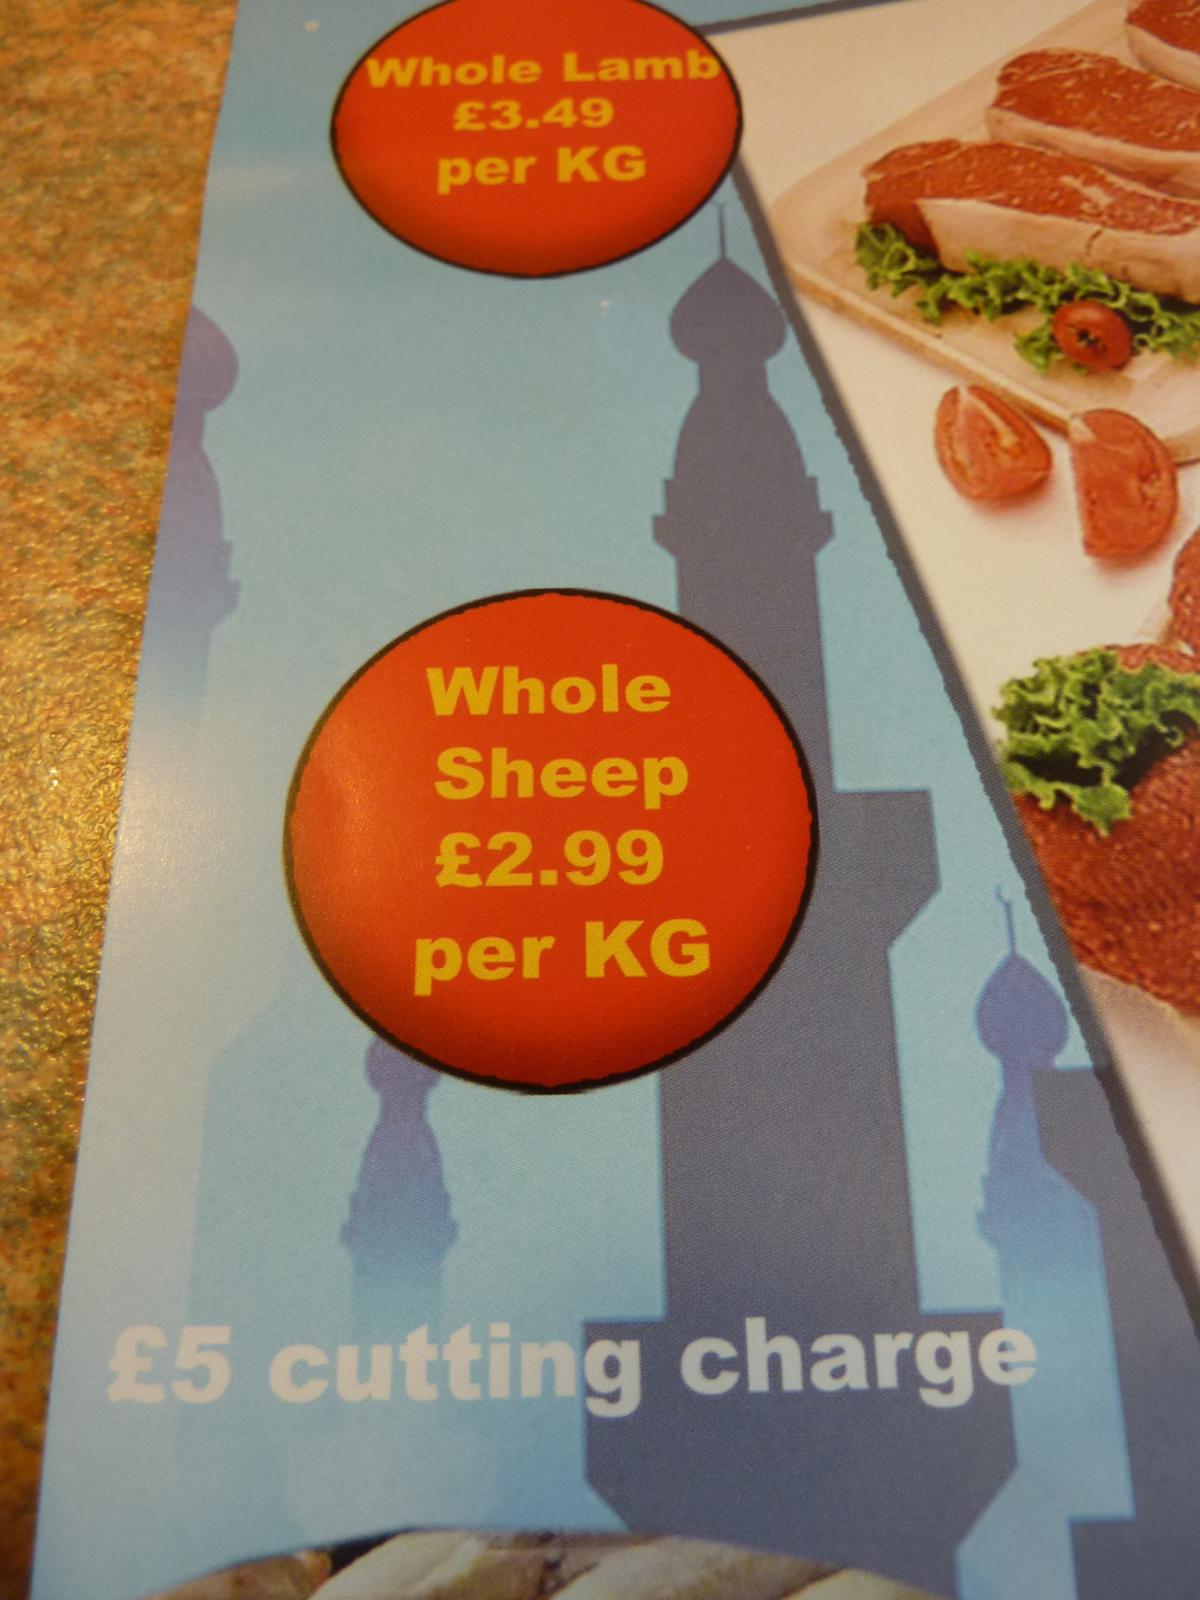 Whole Lamb
£3.49
per KG
Whole
Sheep
£2.99
per KG
£5 cutting charge